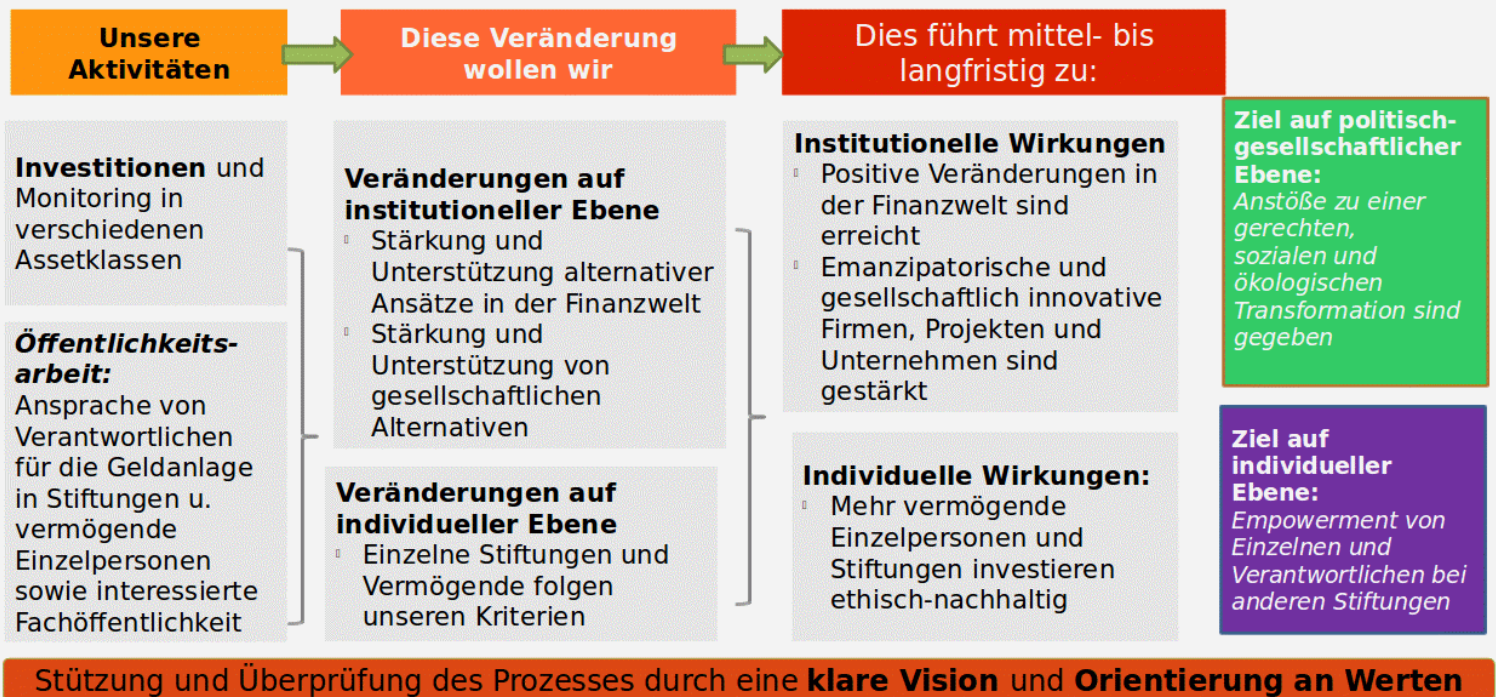 Unsere
Aktivitäten
Diese Veränderung
wollen wir
Dies führt mittel- bis
langfristig zu:
Investitionen und
Monitoring in
verschiedenen
Assetklassen
Öffentlichkeits-
arbeit:
Ansprache von
Verantwortlichen
für die Geldanlage
in Stiftungen u.
vermögende
Einzelpersonen
sowie interessierte
Fachöffentlichkeit
Veränderungen auf
institutioneller Ebene
Stärkung und
Unterstützung alternativer
Ansätze in der Finanzwelt
Stärkung und
Unterstützung von
gesellschaftlichen
Alternativen
Veränderungen auf
individueller Ebene
Einzelne Stiftungen und
Vermögende folgen
unseren Kriterien
Institutionelle Wirkungen
Positive Veränderungen in
der Finanzwelt sind
erreicht
Emanzipatorische und
gesellschaftlich innovative
Firmen, Projekten und
Unternehmen sind
gestärkt
Individuelle Wirkungen:
Mehr vermögende
Einzelpersonen und
Stiftungen investieren
ethisch-nachhaltig
Ziel auf politisch-
gesellschaftlicher
Ebene:
Anstöße zu einer
gerechten,
sozialen und
ökologischen
Transformation sind
gegeben
Ziel auf
individueller
Ebene:
Empowerment von
Einzelnen und
Verantwortlichen bei
anderen Stiftungen
Stützung und Überprüfung des Prozesses durch eine klare Vision und Orientierung an Werten